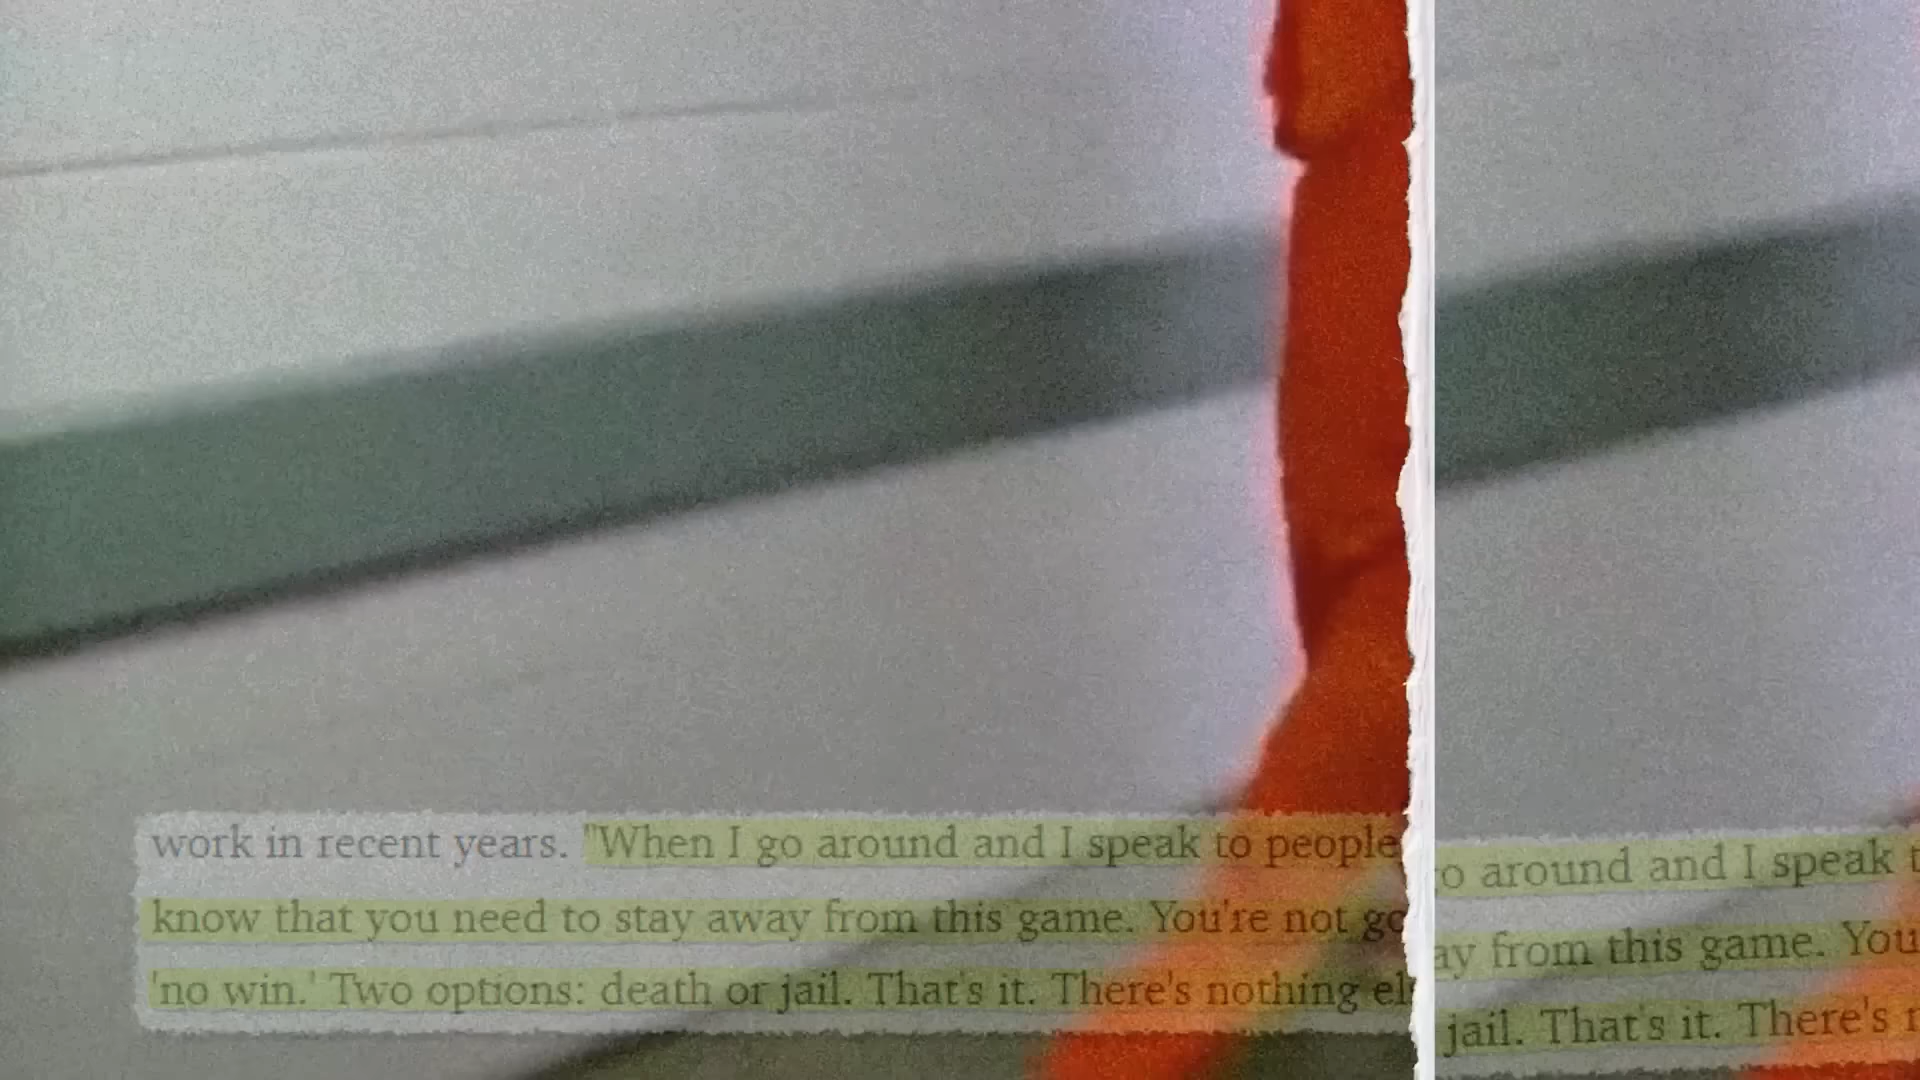 work in recent years. "When I go around and I speak to people
know that you need to stay away from this game. You're not
'no win.' Two options: death or jail. That's it. There's nothing
around and I speak
from this game.
jail. That's it. There's